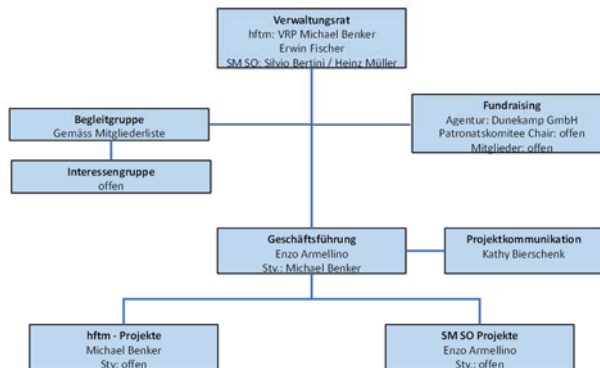 Verwaltungsrat
hftm: VRP Michael Benker
Erwin Fischer
SM SO: Silvio Bertini / Heinz Müller
Begleitgruppe
Gemäss Mitgliederliste
Fundraising
Agentur: Dunekamp GmbH
Patronatskomitee Chair: offen
Mitglieder: offen
Interessengruppe
offen
Geschäftsführung
Enzo Armellino
Stv.: Michael Benker
Projektkommunikation
Kathy Bierschenk
hftm - Projekte
Michael Benker
Stv: offen
SM SO Projekte
Enzo Armellino
Stv.: offen